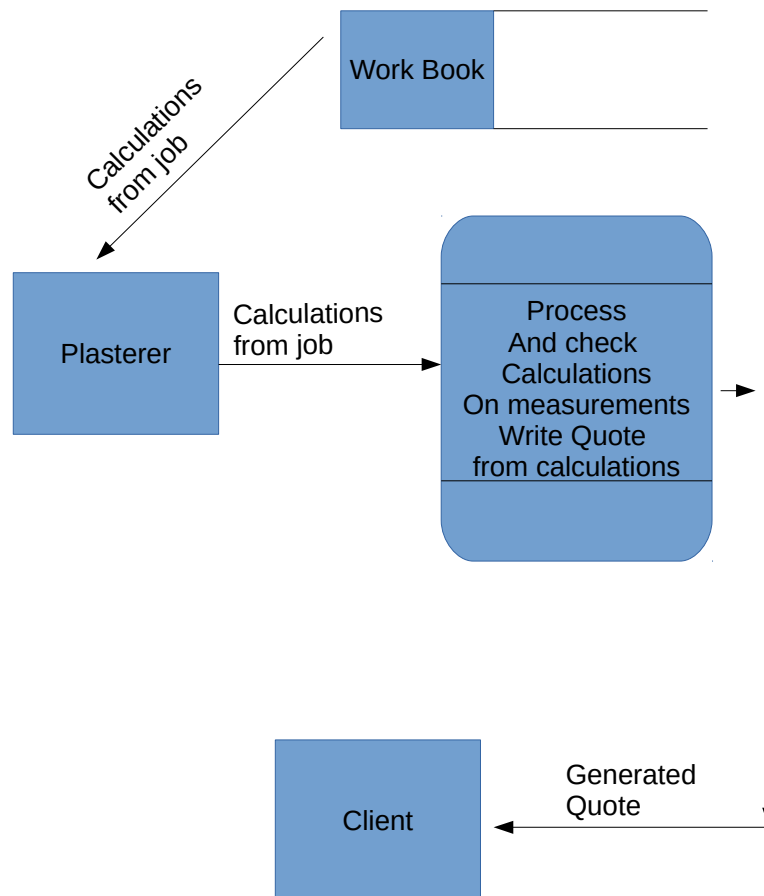 Work Book
Calculations
from job
Plasterer
Calculations
from job
Process
And check
Calculations
On measurements
Write Quote
from calculations
Generated
Quote
Client